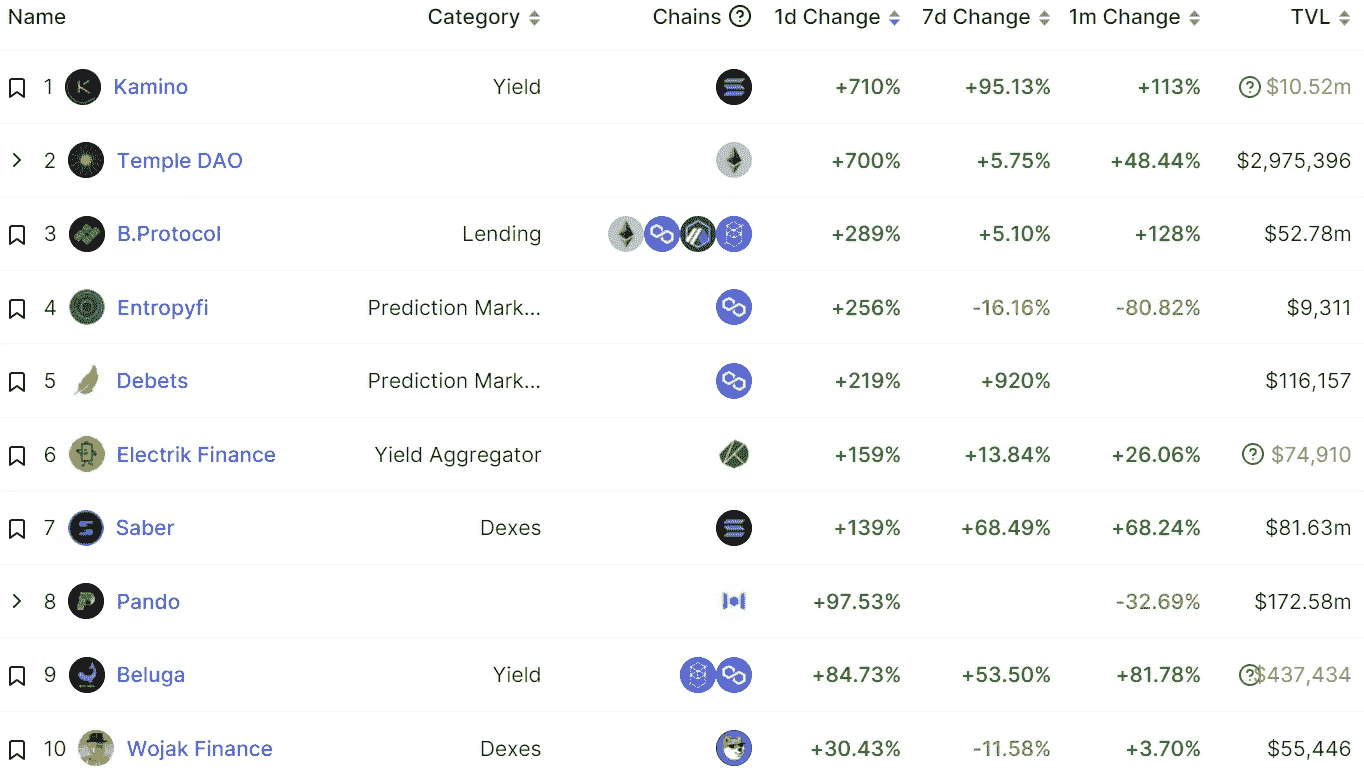 Name Category Chains ? 1d Change 7d Change 1m Change TVL
1 Kamino Yield +710% +95.13% +113% ? $10.52m
2 Temple DAO +700% +5.75% +48.44% $2,975,396
3 B.Protocol Lending +289% +5.10% +128% $52.78m
4 Entropyfi Prediction Mark... +256% -16.16% -80.82% $9,311
5 Debets Prediction Mark... +219% +920% $116,157
6 Electrik Finance Yield Aggregator +159% +13.84% +26.06% ? $74,910
7 Saber Dexes +139% +68.49% +68.24% $81.63m
8 Pando +97.53% -32.69% $172.58m
9 Beluga Yield +84.73% +53.50% +81.78% ? $437,434
10 Wojak Finance Dexes +30.43% -11.58% +3.70% $55,446